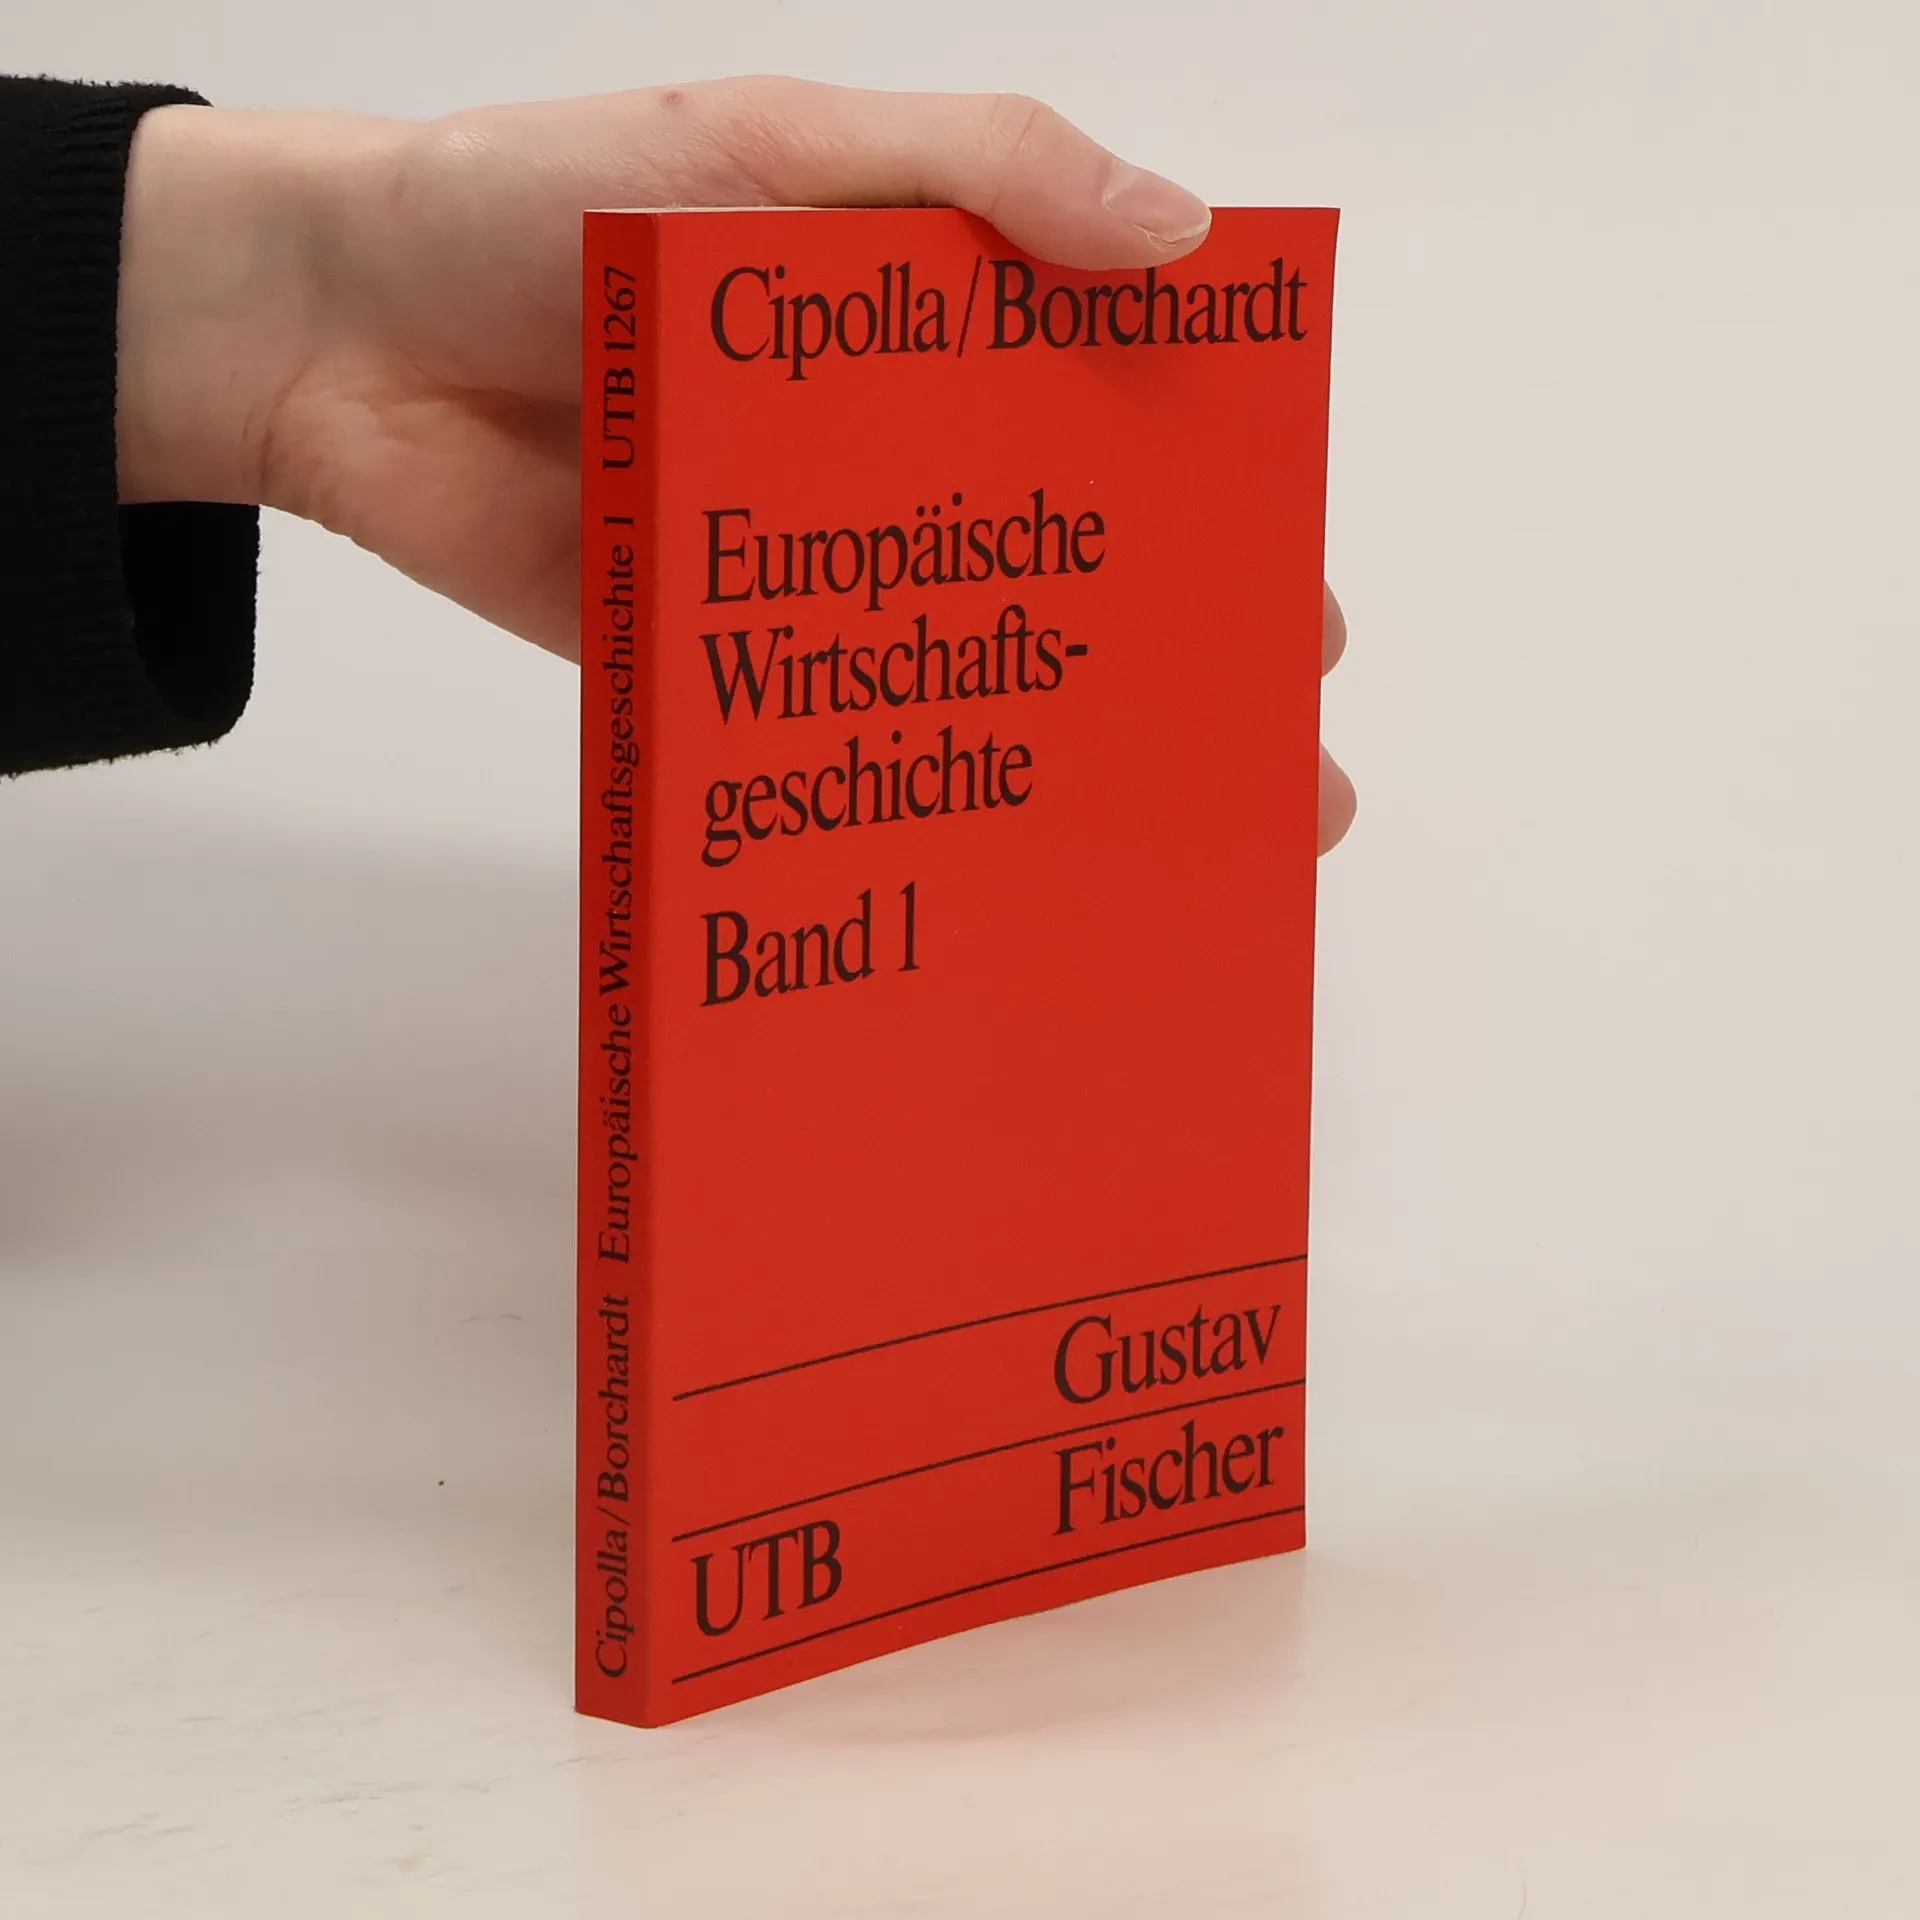 Cipolla/Borchardt
Europäische
Wirtschafts-
geschichte
Band 1
Gustav
Fischer
UTB
Cipolla/Borchardt Europäische Wirtschaftsgeschichte 1 UTB 1267